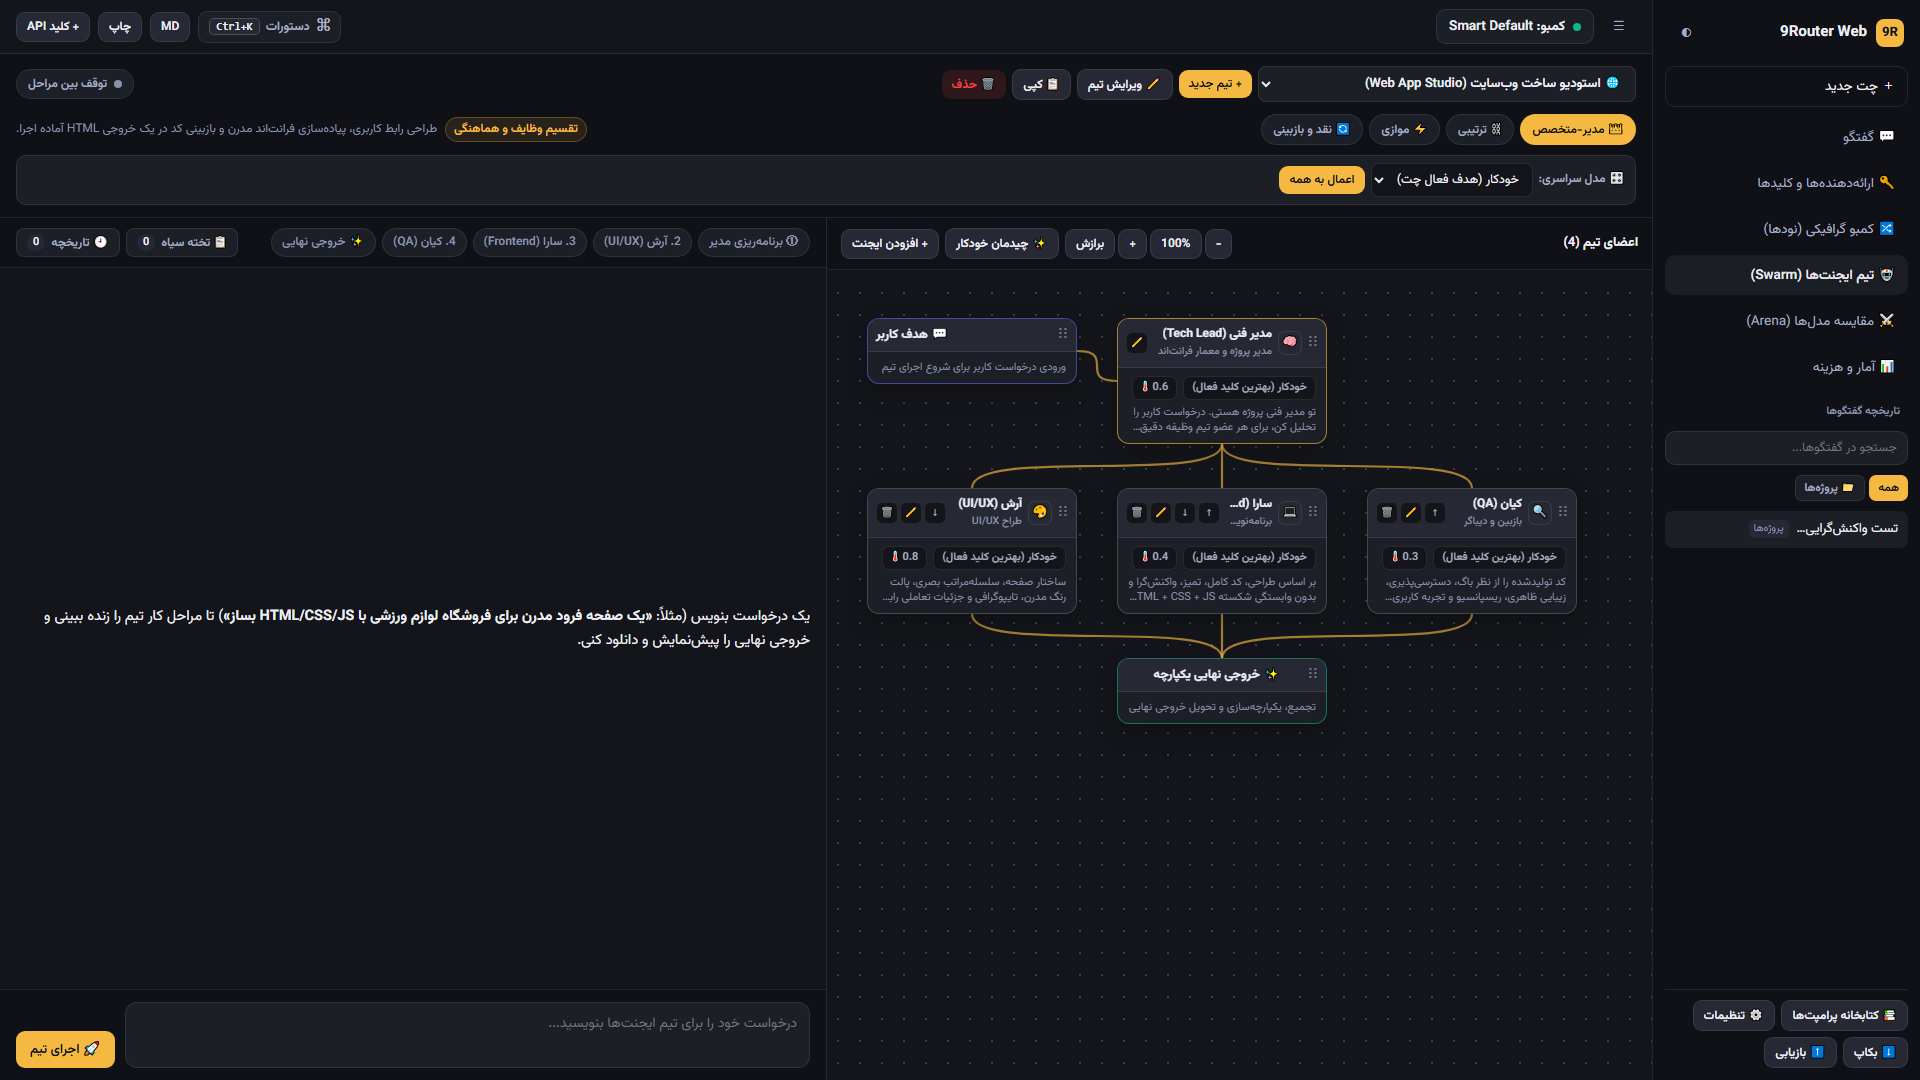 9R 9Router Web
+ چت جدید
گفتگو
ارائه‌دهنده‌ها و کلیدها
کمبو گرافیکی (نودها)
تیم ایجنت‌ها (Swarm)
مقایسه مدل‌ها (Arena)
آمار و هزینه
تاریخچه گفتگوها
جستجو در گفتگوها...
همه پروژه‌ها
تست واکنش‌گرایی... پروژه‌ها
کتابخانه پرامپت‌ها تنظیمات
بکاپ بازیابی
کمبو: Smart Default
دستورات Ctrl+K MD چاپ + کلید API
استودیو ساخت وب‌سایت (Web App Studio) + تیم جدید ویرایش تیم کپی حذف توقف بین مراحل
مدیر-متخصص ترتیبی موازی نقد و بازبینی تقسیم وظایف و هماهنگی طراحی رابط کاربری، پیاده‌سازی فرانت‌اند مدرن و بازبینی کد در یک خروجی HTML آماده اجرا.
مدل سراسری: خودکار (هدف فعال چت) اعمال به همه
اعضای تیم (4) - 100% + برازش چیدمان خودکار + افزودن ایجنت
مدیر فنی (Tech Lead)
مدیر پروژه و معمار فرانت‌اند
خودکار (بهترین کلید فعال) 0.6
تو مدیر فنی پروژه هستی. درخواست کاربر را
تحلیل کن، برای هر عضو تیم وظیفه دقیق...
هدف کاربر
ورودی درخواست کاربر برای شروع اجرای تیم
کیان (QA)
بازبین و دیباگر
خودکار (بهترین کلید فعال) 0.3
کد تولیدشده را از نظر باگ، دسترسی‌پذیری،
زیبایی ظاهری، ریسپانسیو و تجربه کاربری...
سارا (d...
برنامه‌نوی...
خودکار (بهترین کلید فعال) 0.4
بر اساس طراحی، کد کامل، تمیز، واکنش‌گرا و
بدون وابستگی شکسته TML + CSS + JS...
آرش (UI/UX)
طراح UI/UX
خودکار (بهترین کلید فعال) 0.8
ساختار صفحه، سلسله‌مراتب بصری، پالت
رنگ مدرن، تایپوگرافی و جزئیات تعاملی رابـ...
خروجی نهایی یکپارچه
تجمیع، یکپارچه‌سازی و تحویل خروجی نهایی
① برنامه‌ریزی مدیر 2. آرش (UI/UX) 3. سارا (Frontend) 4. کیان (QA) خروجی نهایی تخته سیاه 0 تاریخچه 0
یک درخواست بنویس (مثلاً: «یک صفحه فرود مدرن برای فروشگاه لوازم ورزشی با HTML/CSS/JS بساز») تا مراحل کار تیم را زنده ببینی و
خروجی نهایی را پیش‌نمایش و دانلود کنی.
درخواست خود را برای تیم ایجنت‌ها بنویسید...
اجرای تیم